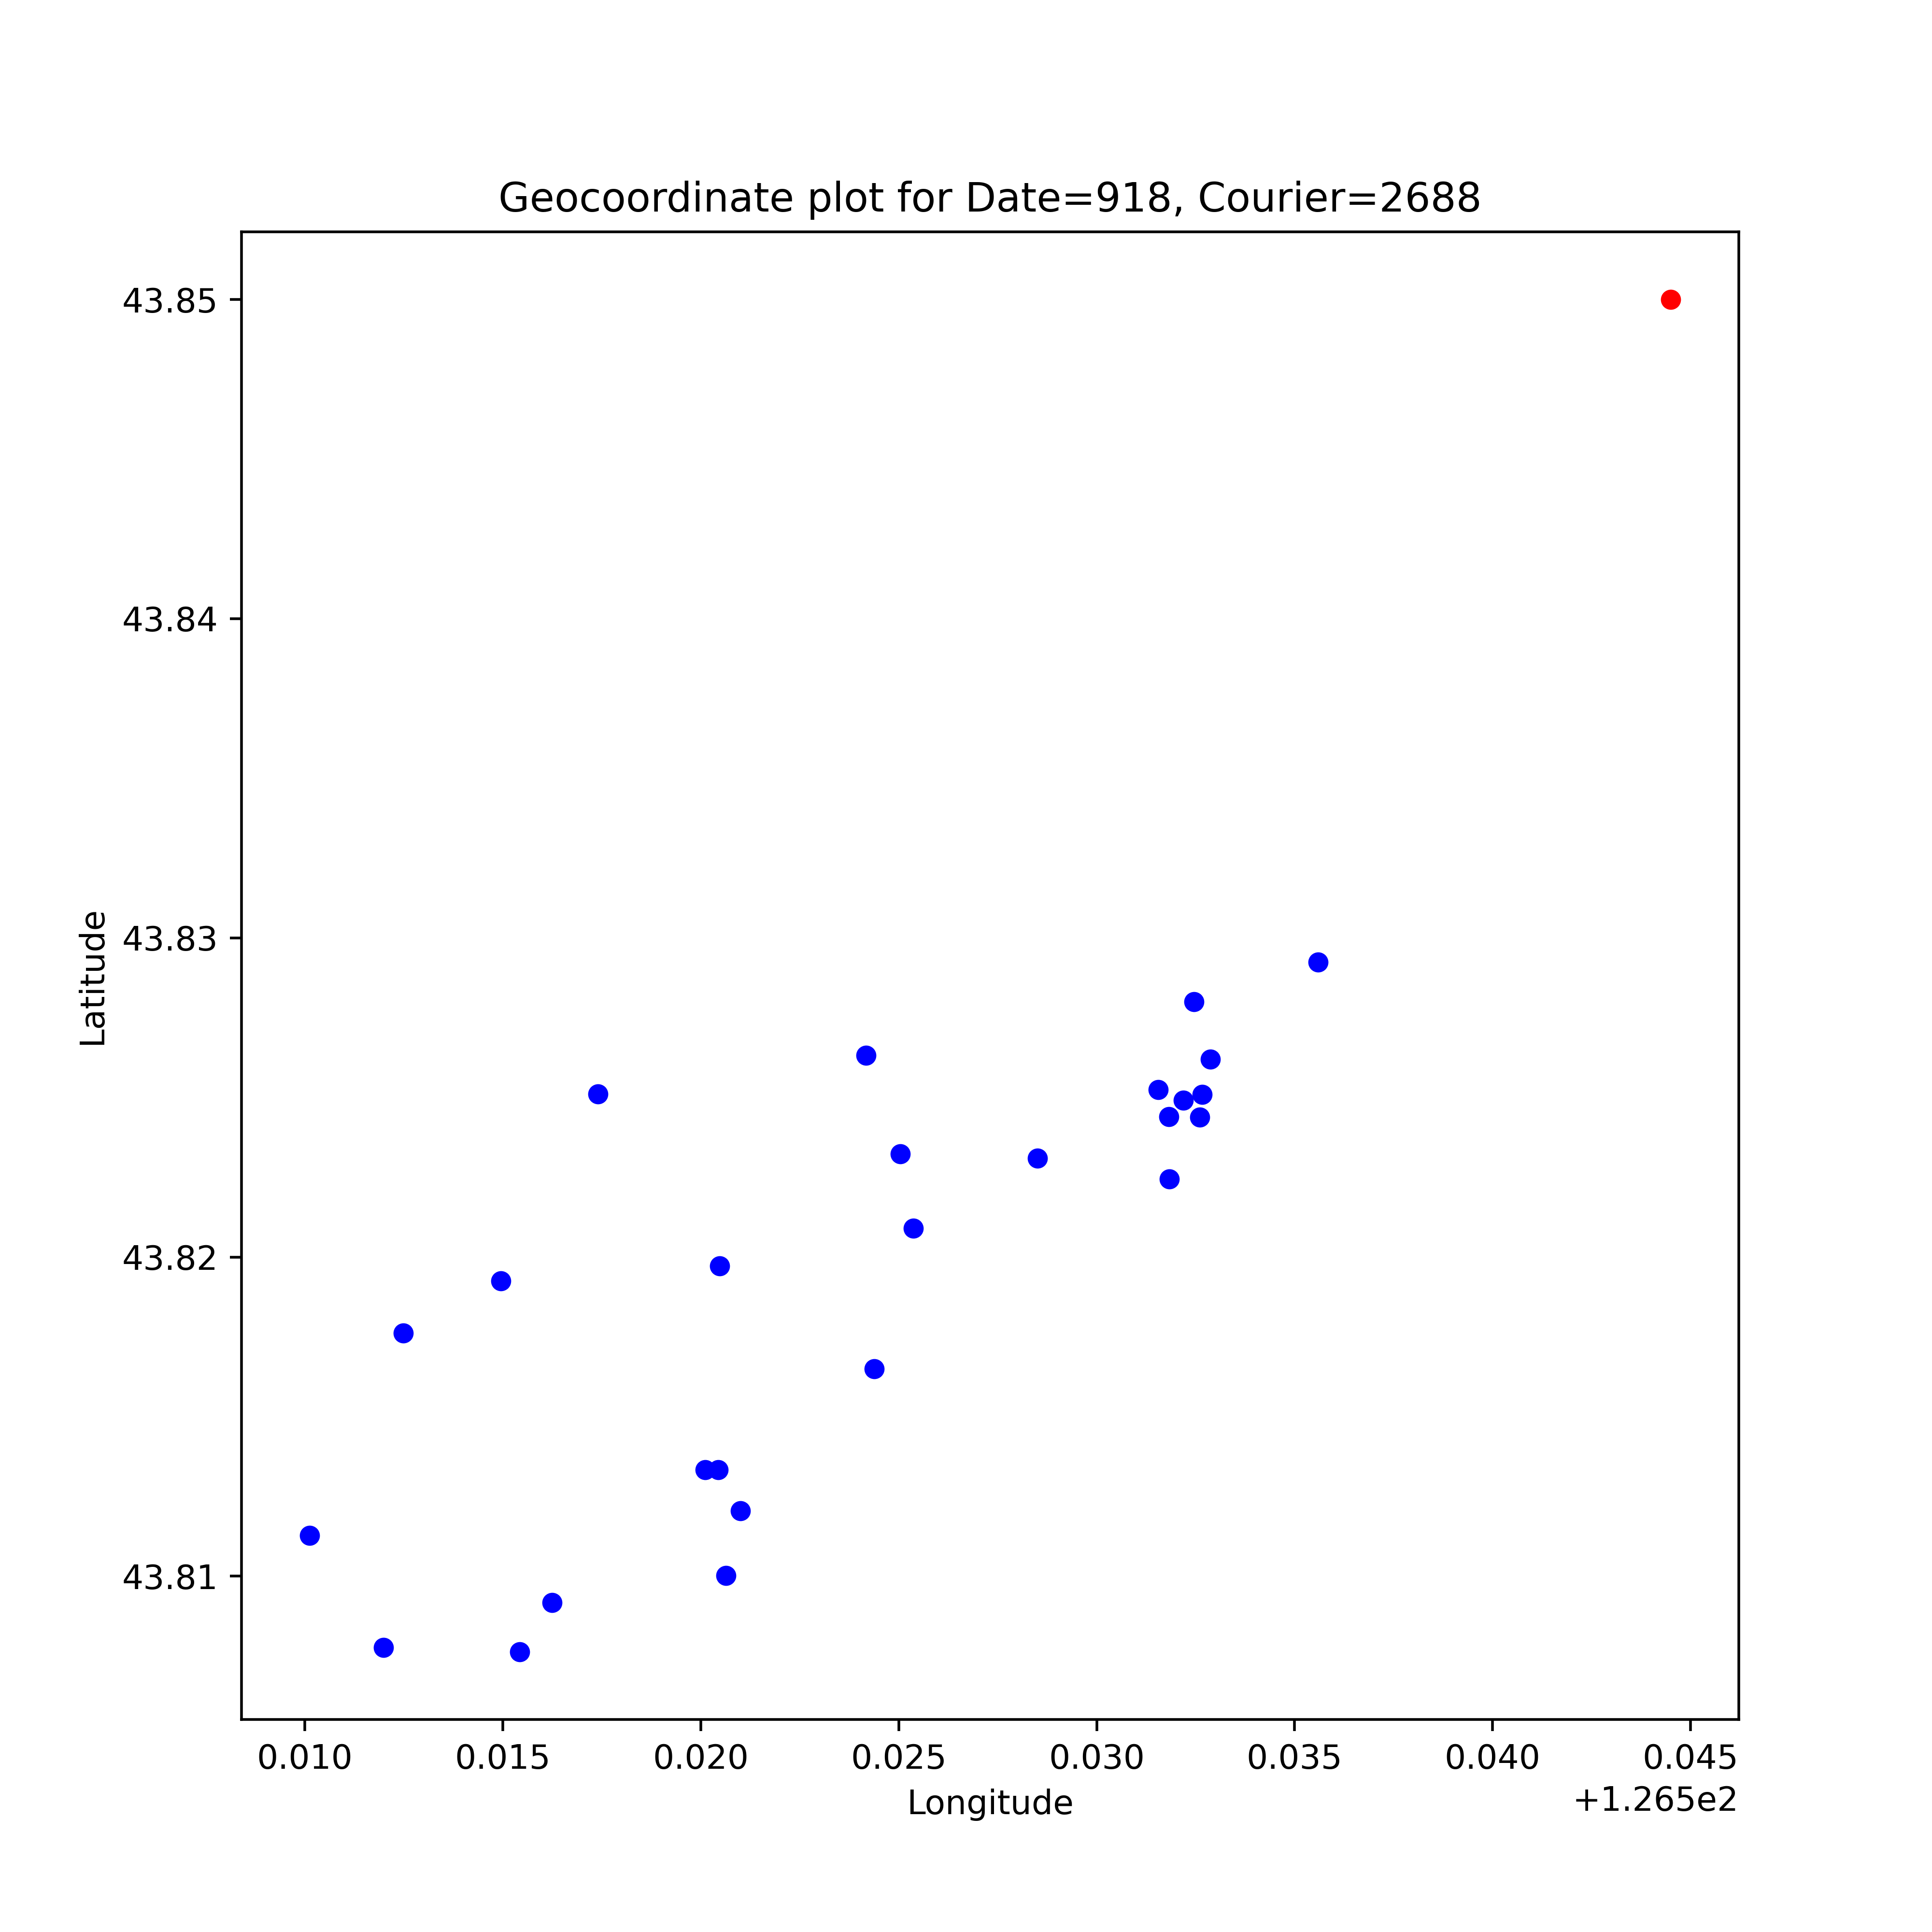 Geocoordinate plot for Date=918, Courier=2688
43.85
43.84
43.83
43.82
43.81
Latitude
0.010 0.015 0.020 0.025 0.030 0.035 0.040 0.045
Longitude
+1.265e2